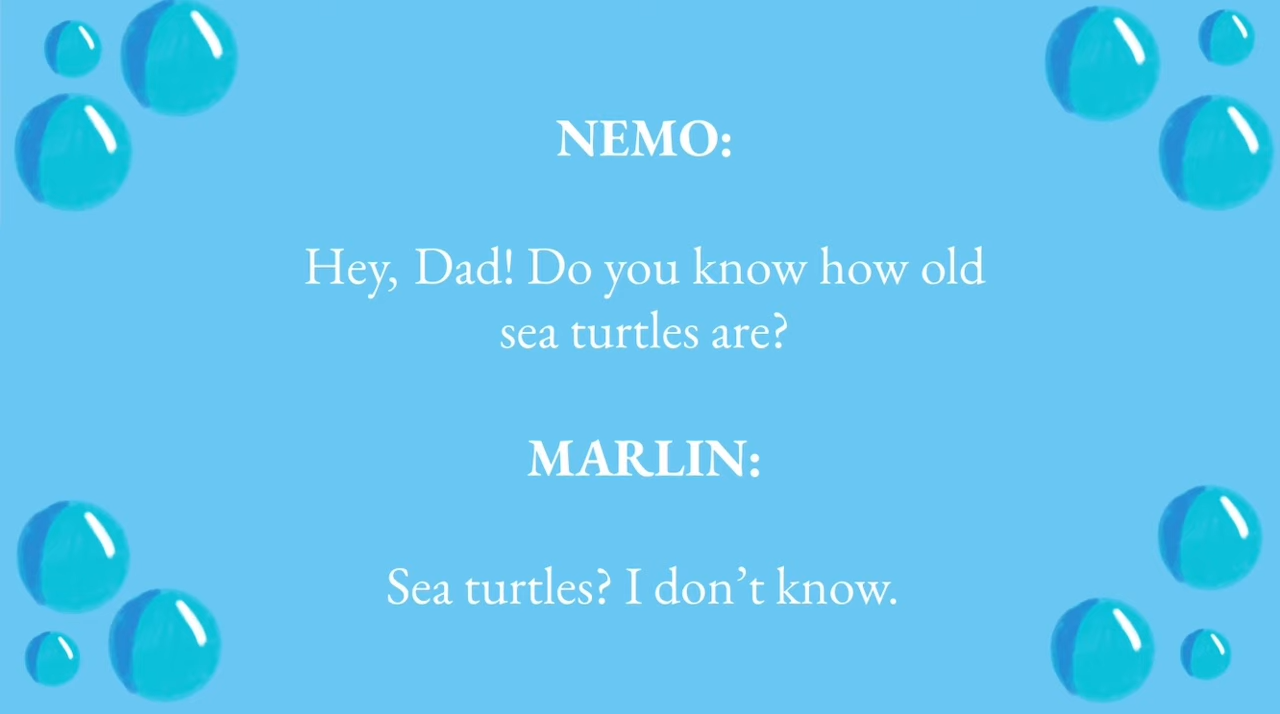 NEMO:
Hey, Dad! Do you know how old
sea turtles are?
MARLIN:
Sea turtles? I don’t know.